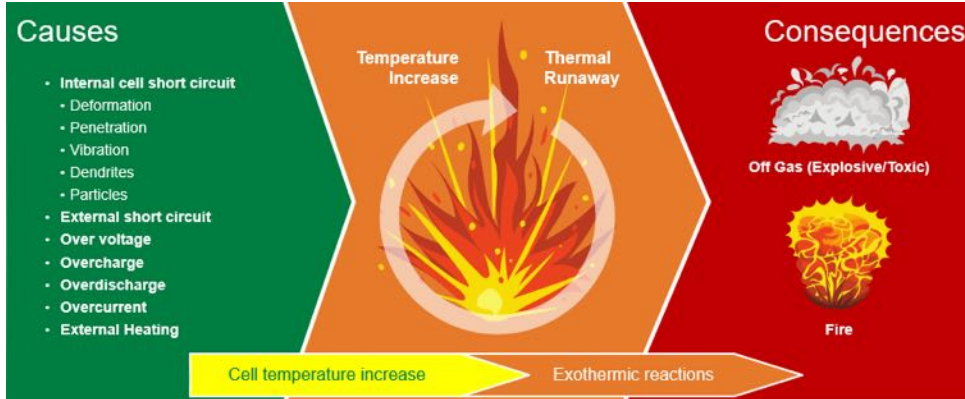 Causes
• Internal cell short circuit
• Deformation
• Penetration
• Vibration
• Dendrites
• Particles
• External short circuit
• Over voltage
• Overcharge
• Overdischarge
• Overcurrent
• External Heating
Temperature
Increase
Thermal
Runaway
Consequences
Off Gas (Explosive/Toxic)
Fire
Cell temperature increase
Exothermic reactions